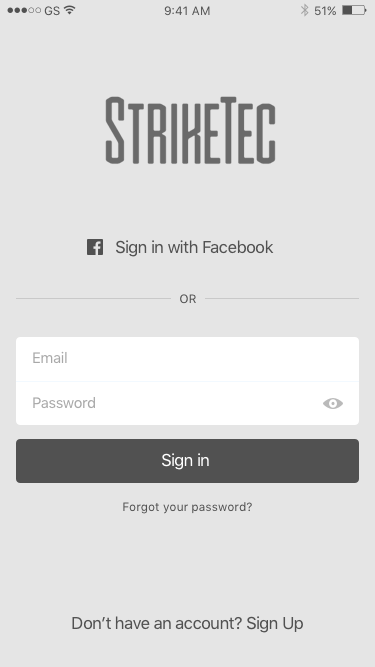 GS 9:41 AM 51%
STRIKETEC
Sign in with Facebook
OR
Email
Password
Sign in
Forgot your password?
Don’t have an account? Sign Up